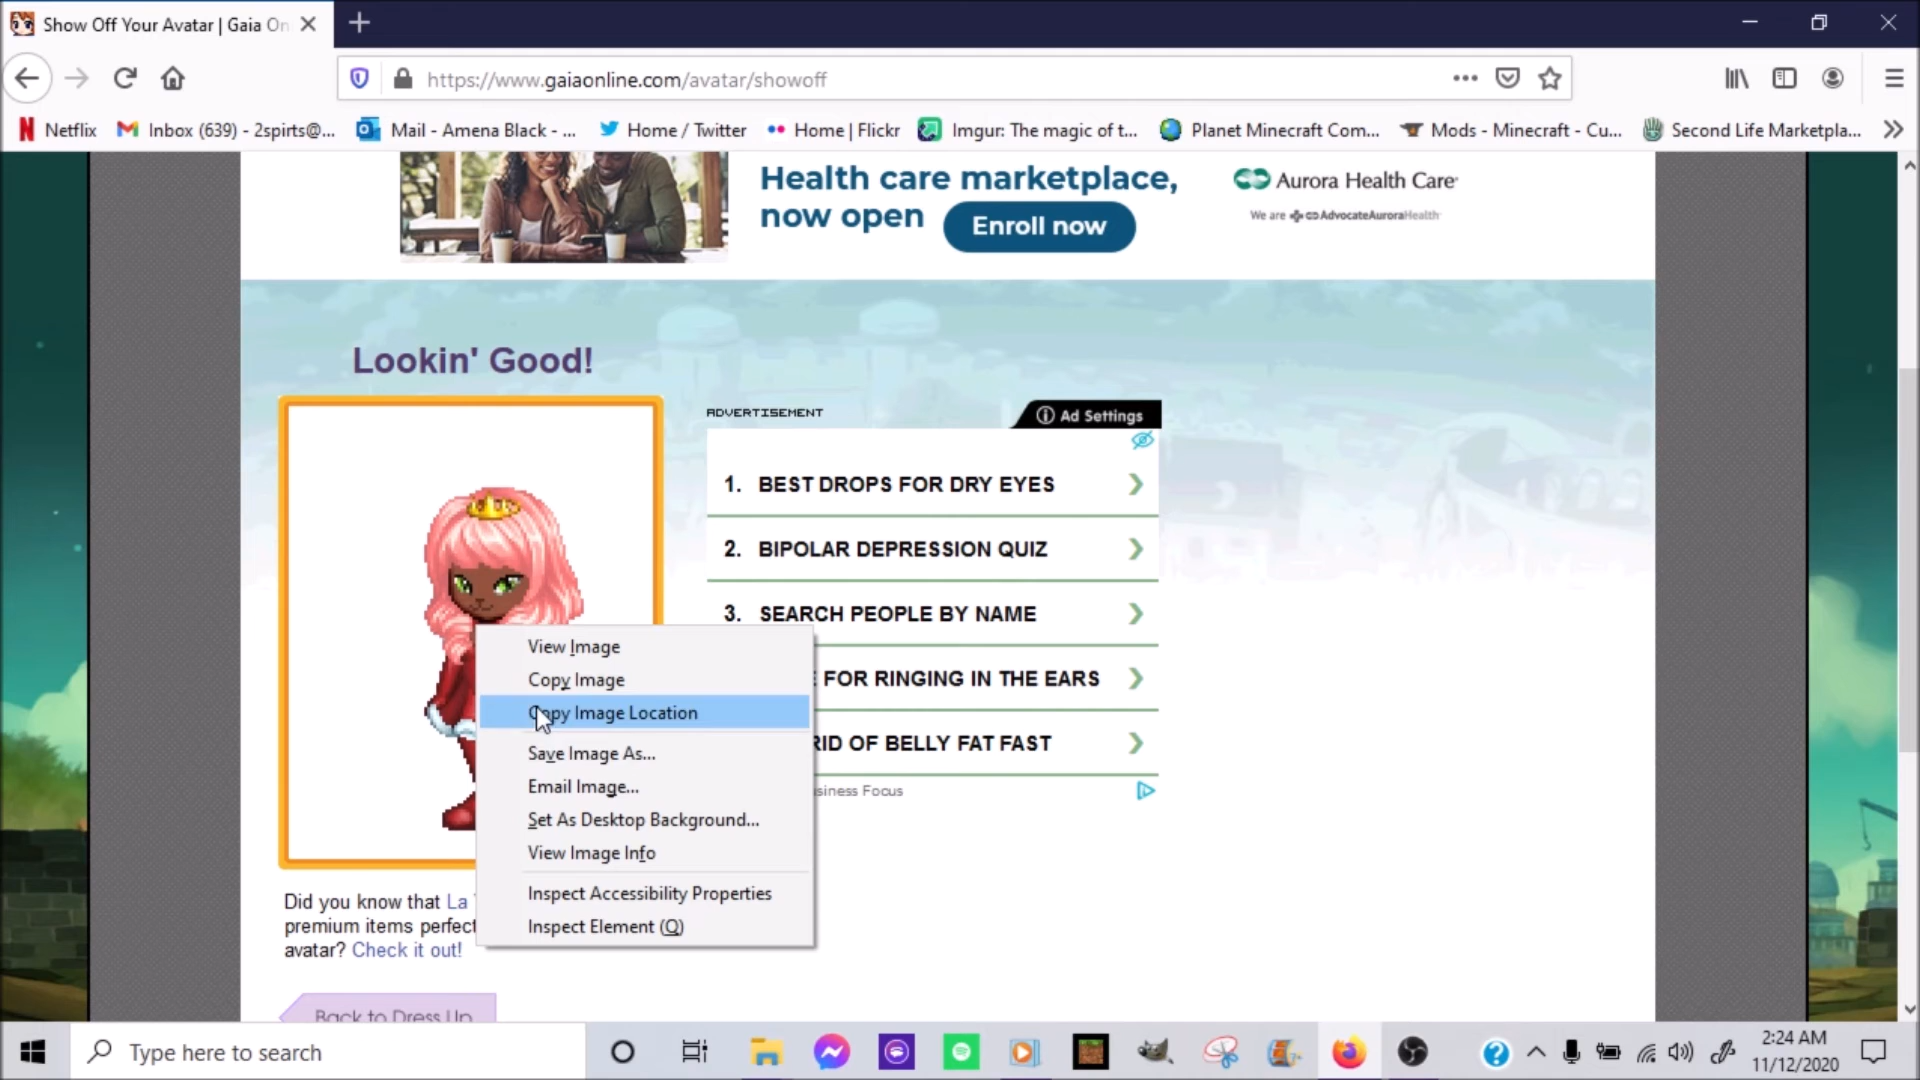 Show Off Your Avatar | Gaia On
https://www.gaiaonline.com/avatar/showoff
Netflix
Inbox (639) - 2spirts@...
Mail - Amena Black - ...
Home / Twitter
Home | Flickr
Imgur: The magic of t...
Planet Minecraft Com...
Mods - Minecraft - Cu...
Second Life Marketpla...
Health care marketplace,
now open
Enroll now
Aurora Health Care
We are AdvocateAuroraHealth
Lookin' Good!
ADVERTISEMENT
Ad Settings
1. BEST DROPS FOR DRY EYES
2. BIPOLAR DEPRESSION QUIZ
3. SEARCH PEOPLE BY NAME
FOR RINGING IN THE EARS
RID OF BELLY FAT FAST
siness Focus
View Image
Copy Image
Copy Image Location
Save Image As...
Email Image...
Set As Desktop Background...
View Image Info
Inspect Accessibility Properties
Inspect Element (Q)
Did you know that La
premium items perfect
avatar? Check it out!
Back to Dress Up
Type here to search
2:24 AM
11/12/2020